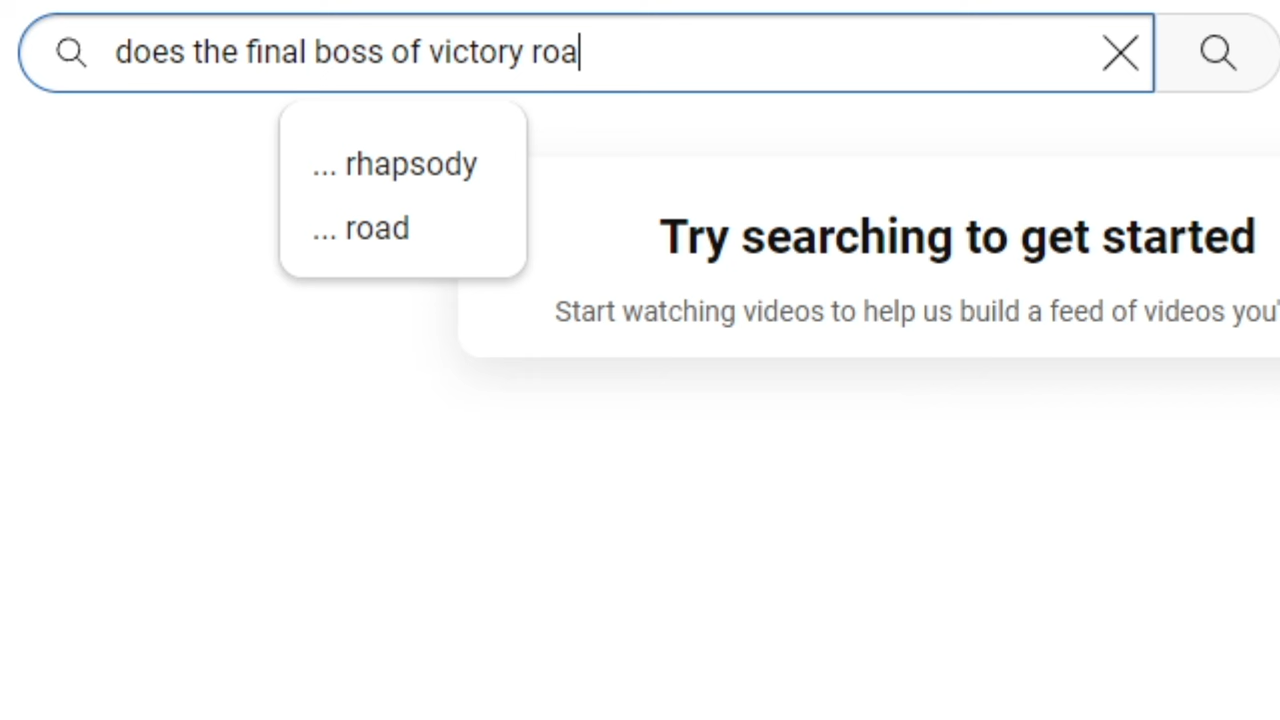 does the final boss of victory roa
... rhapsody
... road
Try searching to get started
Start watching videos to help us build a feed of videos you'